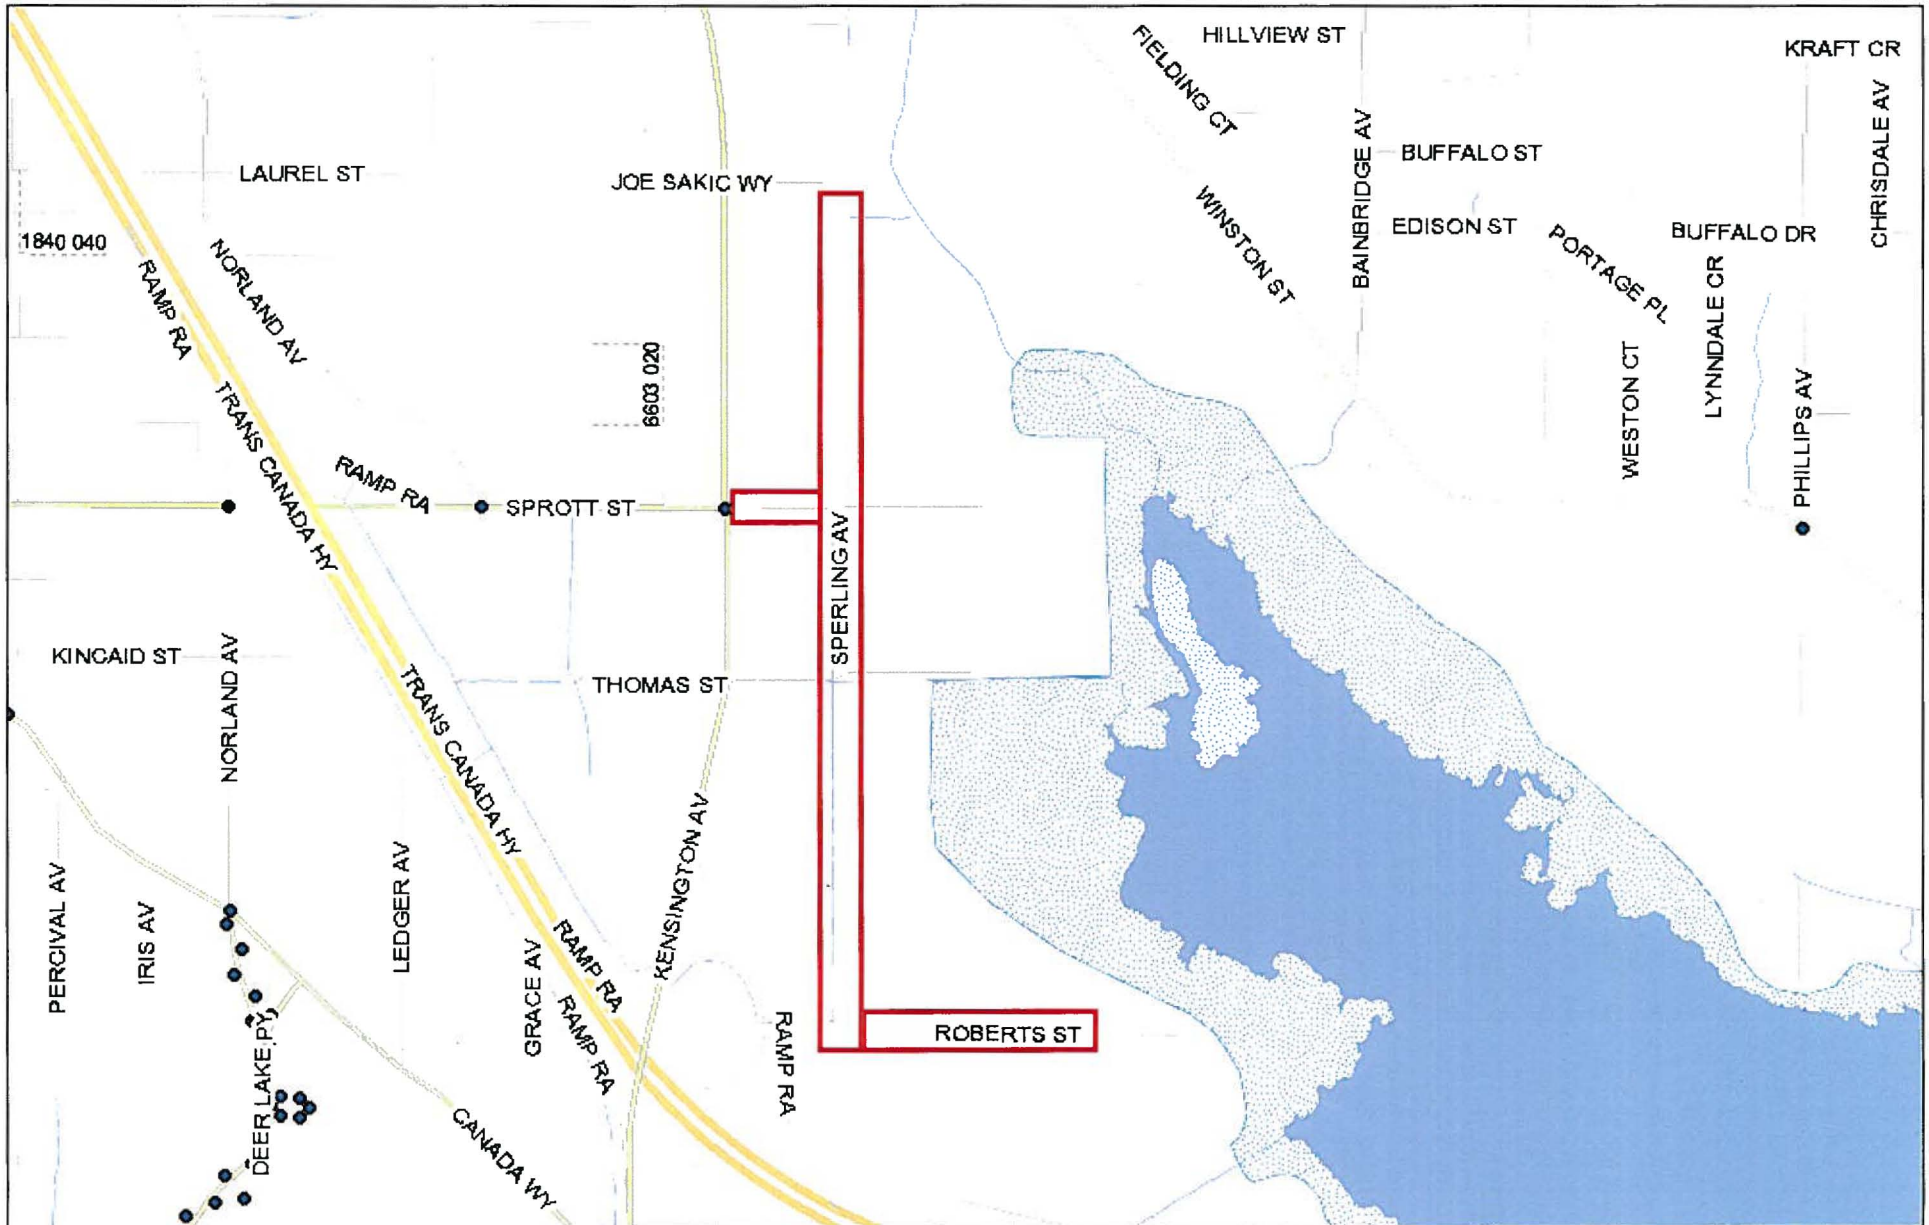 HILLVIEW ST
FIELDING CT
KRAFT CR
CHRISDALE AV
BAINBRIDGE AV
BUFFALO ST
LAUREL ST
JOE SAKIC WY
WINSTON ST
EDISON ST
PORTAGE PL
BUFFALO DR
1840 040
RAMP RA
NORLAND AV
LYNNDALE CR
6603 020
WESTON CT
PHILLIPS AV
TRANS CANADA HY
RAMP RA
SPROTT ST
SPERLING AV
KINCAID ST
NORLAND AV
THOMAS ST
TRANS CANADA HY
KENSINGTON AV
PERCIVAL AV
IRIS AV
LEDGER AV
GRACE AV
RAMP RA
RAMP RA
RAMP RA
ROBERTS ST
DEER LAKE PY
CANADA WY